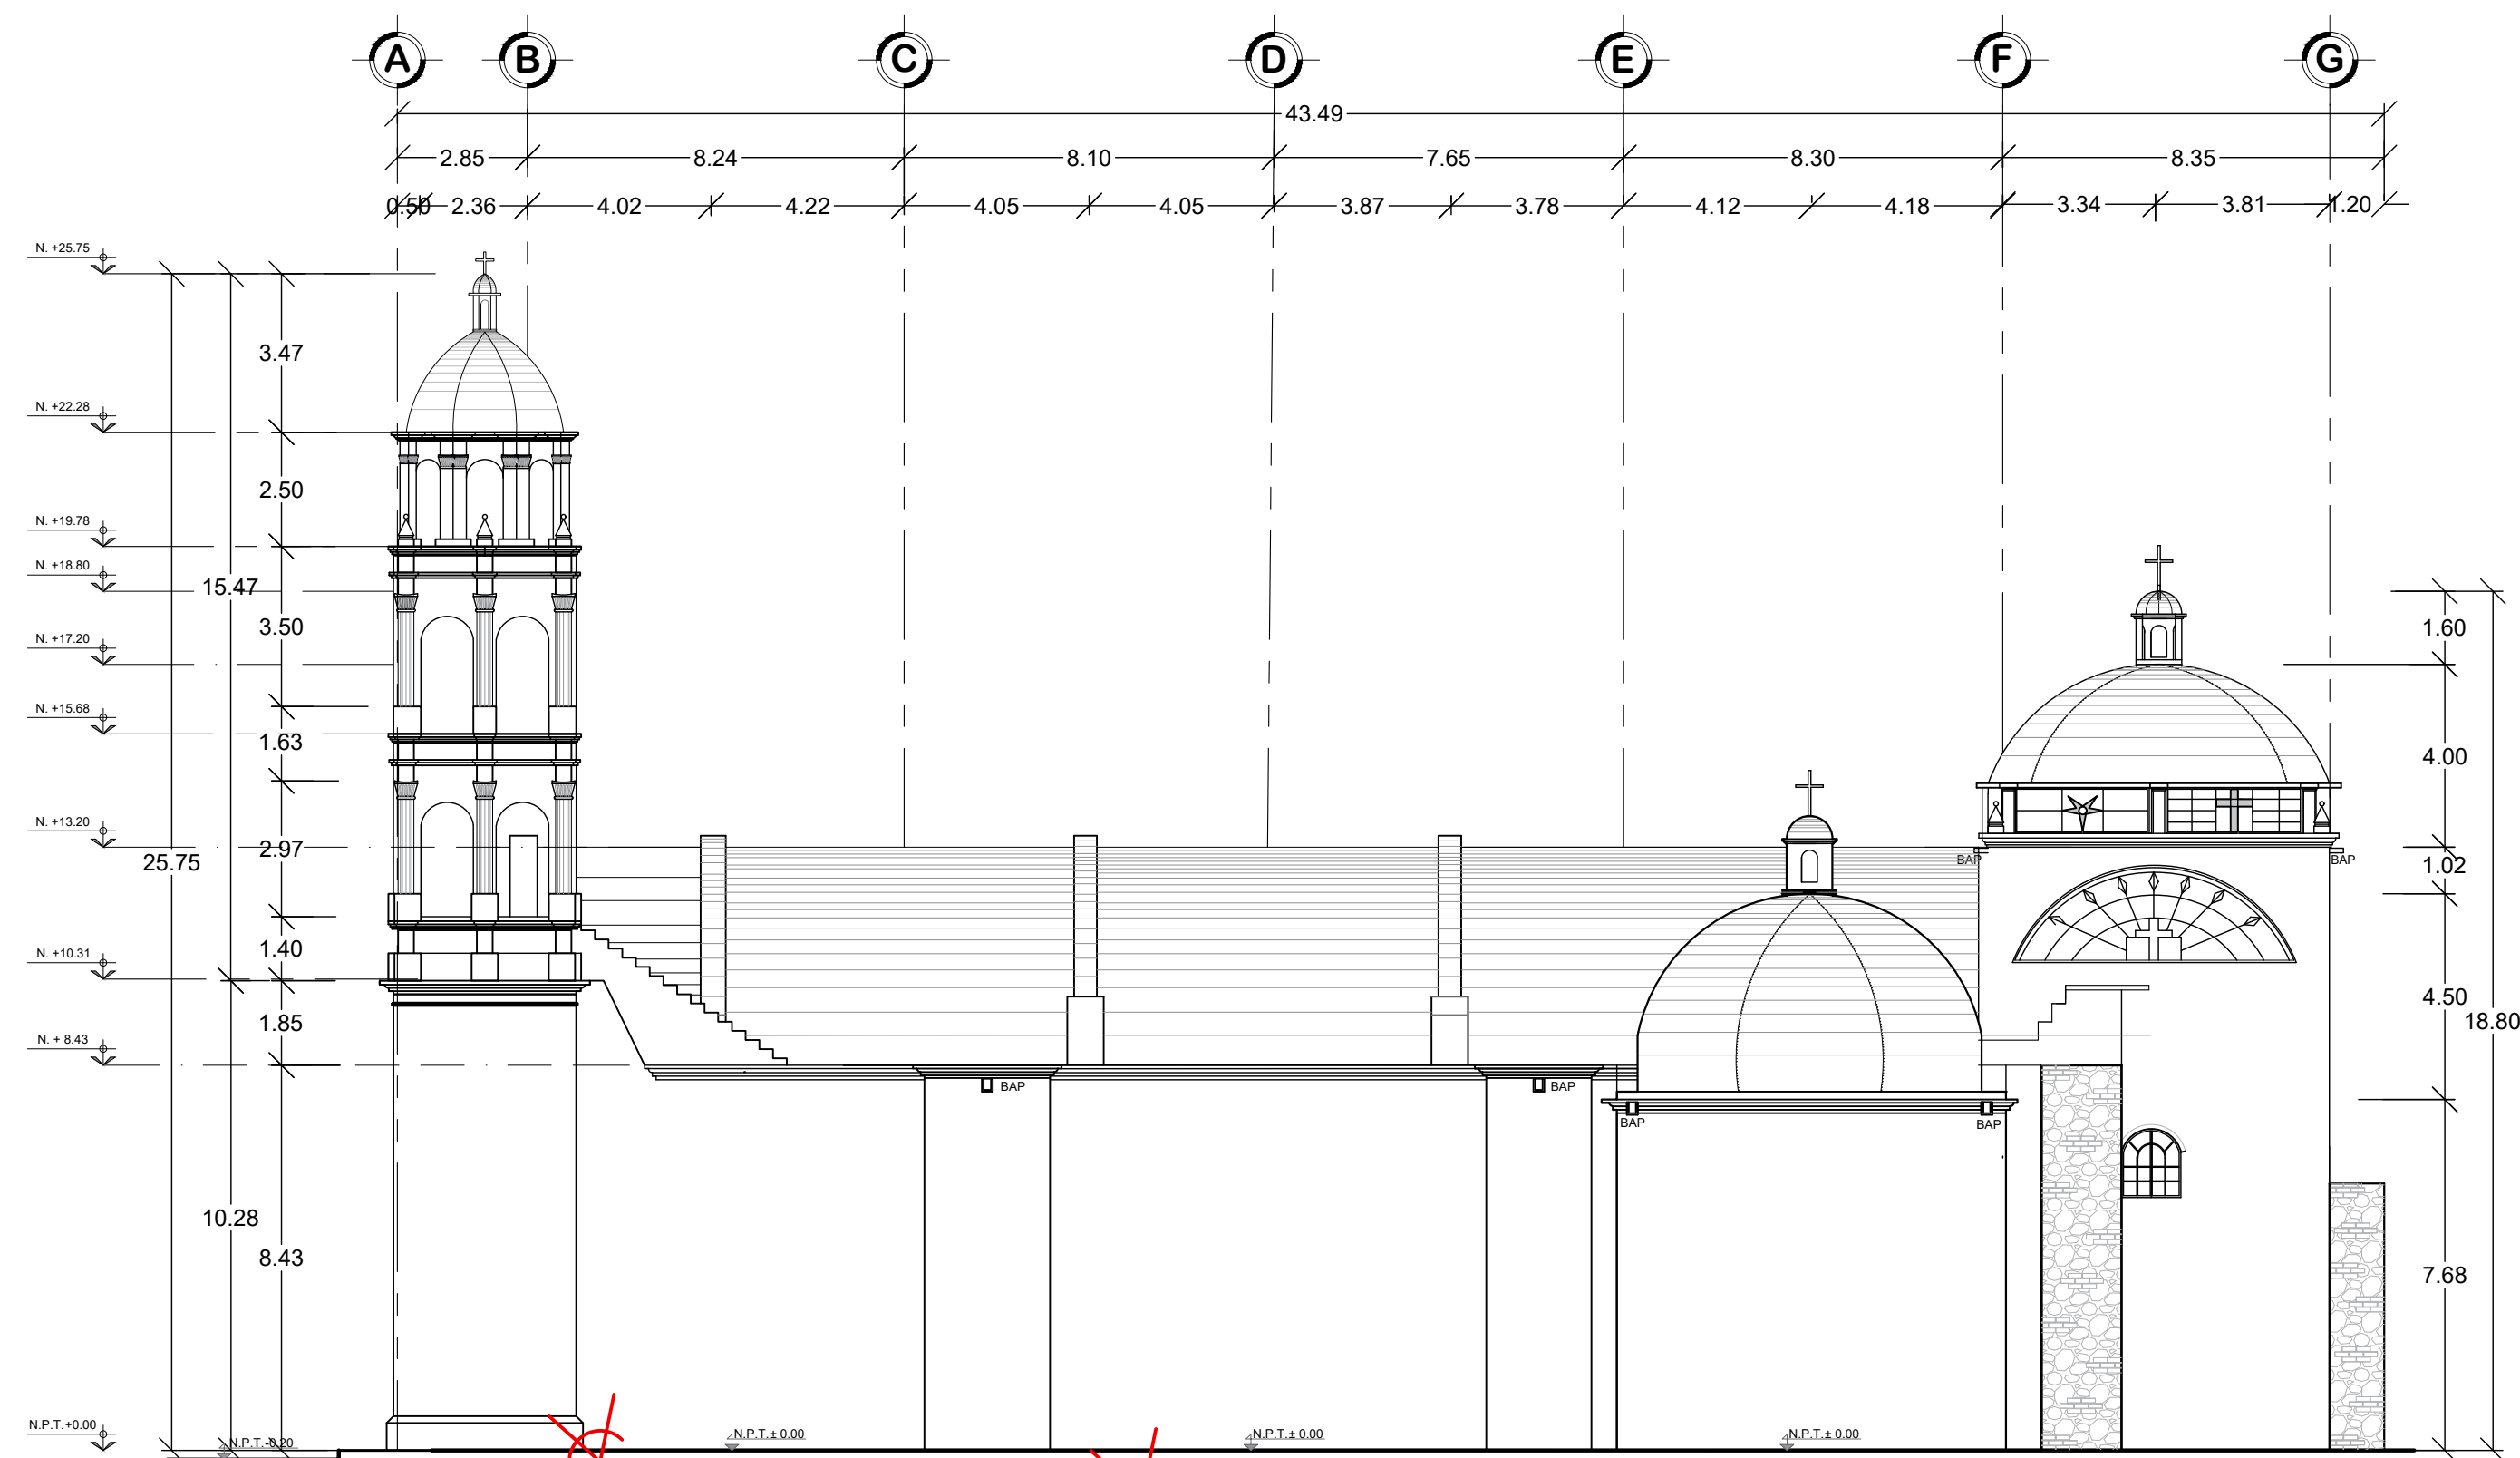 A B C D E F G
43.49
2.85 8.24 8.10 7.65 8.30 8.35
0.50 2.36 4.02 4.22 4.05 4.05 3.87 3.78 4.12 4.18 3.34 3.81 1.20
N. +25.75
3.47
N. +22.28
2.50
N. +19.78
N. +18.80
15.47
3.50
1.60
N. +17.20
N. +15.68
1.63
4.00
N. +13.20
2.97
25.75
BAP
BAP
1.02
1.40
N. +10.31
4.50
1.85
18.80
N. + 8.43
BAP
BAP
BAP
BAP
10.28
8.43
7.68
N.P.T.+0.00
N.P.T.-0.20
N.P.T.± 0.00
N.P.T.± 0.00
N.P.T.± 0.00